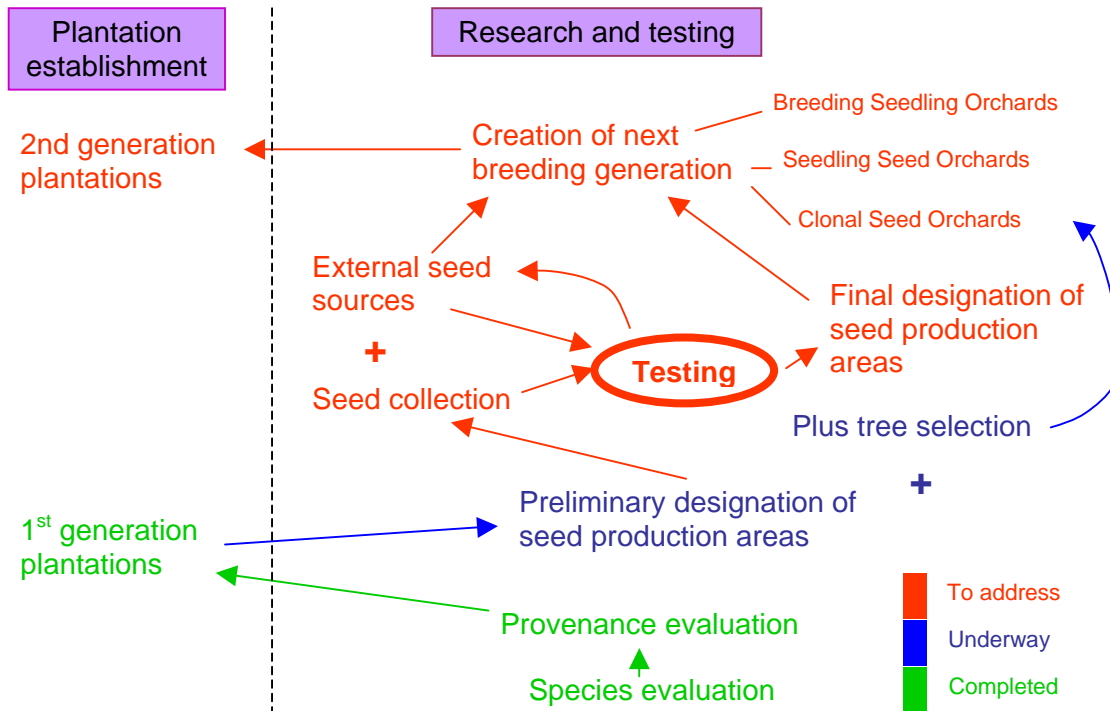 Plantation
establishment
Research and testing
Breeding Seedling Orchards
2nd generation
plantations
Creation of next
breeding generation
Seedling Seed Orchards
Clonal Seed Orchards
External seed
sources
Final designation of
seed production
areas
+
Testing
Seed collection
Plus tree selection
+
Preliminary designation of
seed production areas
1st generation
plantations
To address
Provenance evaluation
Underway
Species evaluation
Completed